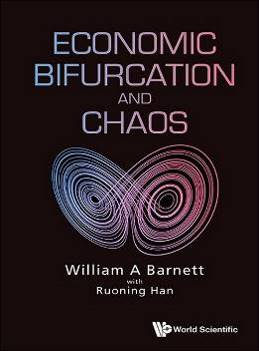 ECONOMIC
BIFURCATION
AND
CHAOS
William A Barnett
with
Ruoning Han
World Scientific